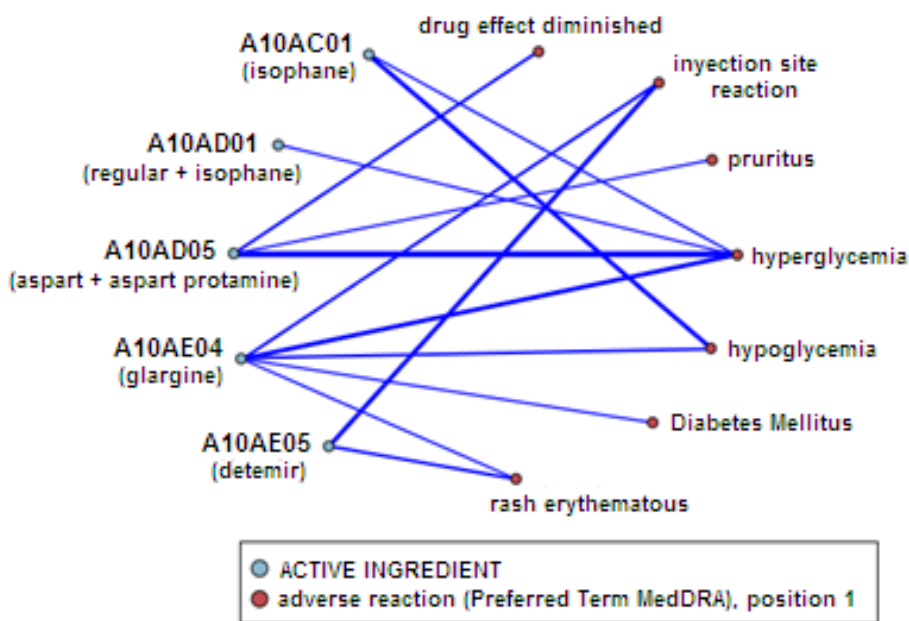 A10AC01
(isophane)
A10AD01
(regular + isophane)
A10AD05
(aspart + aspart protamine)
A10AE04
(glargine)
A10AE05
(detemir)
drug effect diminished
inyection site
reaction
pruritus
hyperglycemia
hypoglycemia
Diabetes Mellitus
rash erythematous
ACTIVE INGREDIENT
adverse reaction (Preferred Term MedDRA), position 1